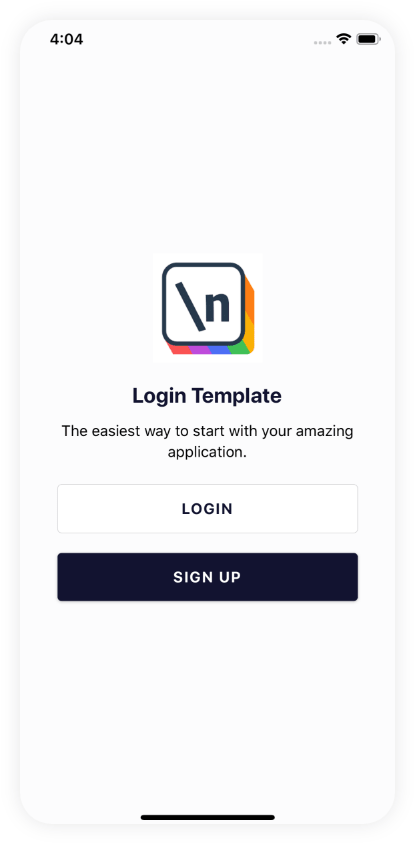 4:04
\n
Login Template
The easiest way to start with your amazing
application.
LOGIN
SIGN UP